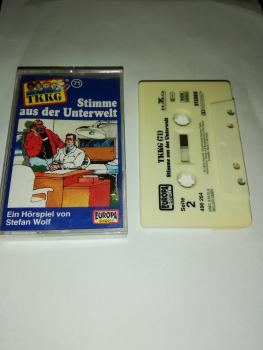 TKKG
71
Stimme
aus der Unterwelt
Ein Hörspiel von
Stefan Wolf
EUROPA
TKKG (71)
Stimme aus der Unterwelt
STEREO
EUROPA
Seite
2